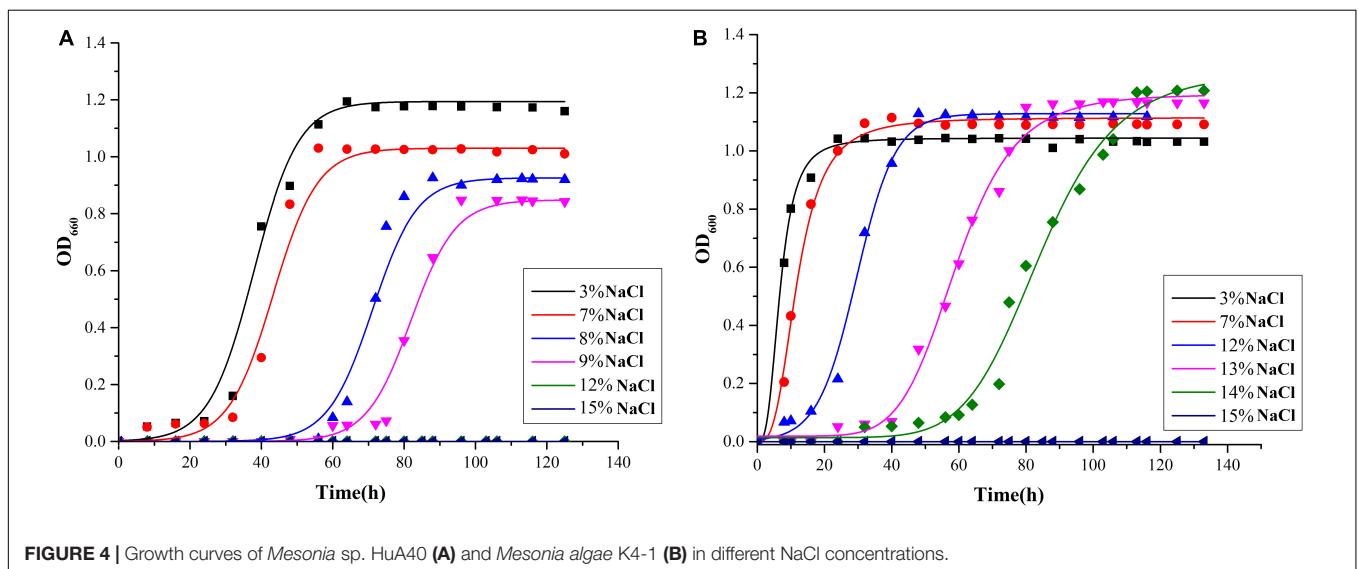 A
1.4
1.2
1.0
0.8
0.6
0.4
0.2
0.0
OD660
0 20 40 60 80 100 120 140
Time(h)
3%NaCl
7%NaCl
8%NaCl
9%NaCl
12% NaCl
15% NaCl
B
1.4
1.2
1.0
0.8
0.6
0.4
0.2
0.0
OD600
0 20 40 60 80 100 120 140
Time(h)
3%NaCl
7%NaCl
12% NaCl
13% NaCl
14% NaCl
15% NaCl
FIGURE 4 | Growth curves of Mesonia sp. HuA40 (A) and Mesonia algae K4-1 (B) in different NaCl concentrations.